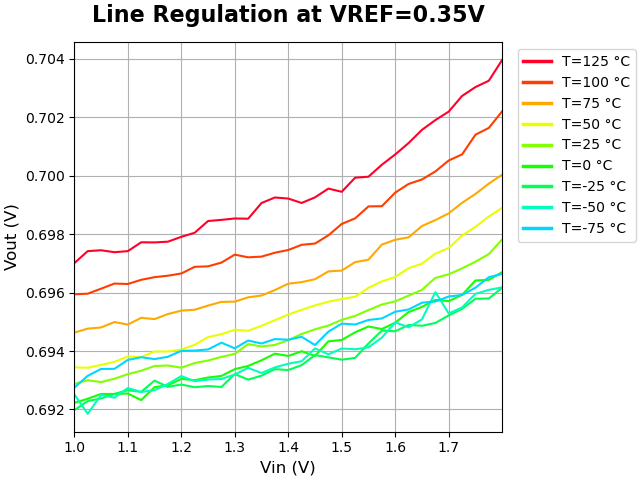 Line Regulation at VREF=0.35V
Vout (V)
0.704
0.702
0.700
0.698
0.696
0.694
0.692
1.0 1.1 1.2 1.3 1.4 1.5 1.6 1.7
Vin (V)
T=125 °C
T=100 °C
T=75 °C
T=50 °C
T=25 °C
T=0 °C
T=-25 °C
T=-50 °C
T=-75 °C